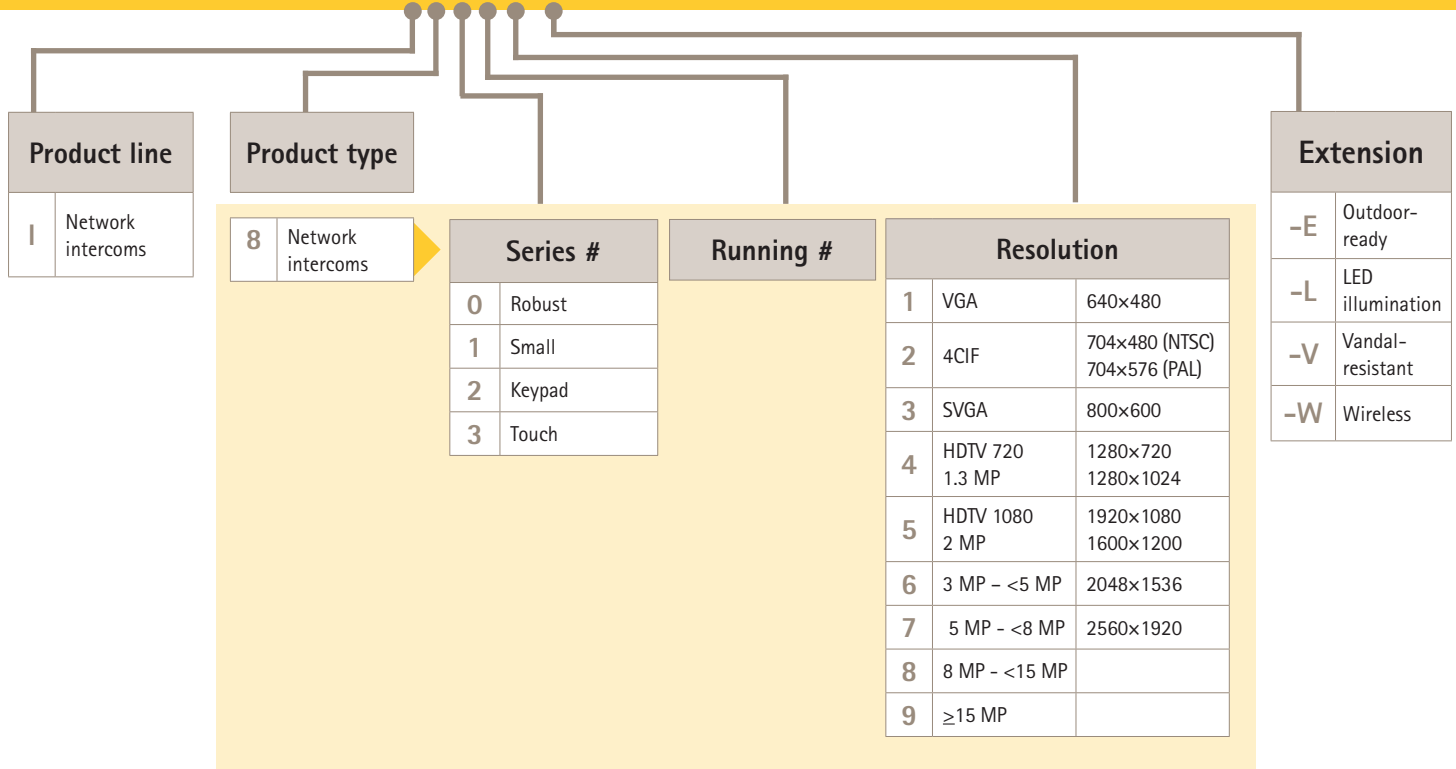 Product line
I
Network
intercoms
Product type
8
Network
intercoms
Series #
0 Robust
1 Small
2 Keypad
3 Touch
Running #
Resolution
1 VGA 640×480
2 4CIF 704×480 (NTSC)
704×576 (PAL)
3 SVGA 800×600
4 HDTV 720 1280×720
1.3 MP 1280×1024
5 HDTV 1080 1920×1080
2 MP 1600×1200
6 3 MP – <5 MP 2048×1536
7 5 MP - <8 MP 2560×1920
8 8 MP - <15 MP
9 ≥15 MP
Extension
-E Outdoor-
ready
-L LED
illumination
-V Vandal-
resistant
-W Wireless